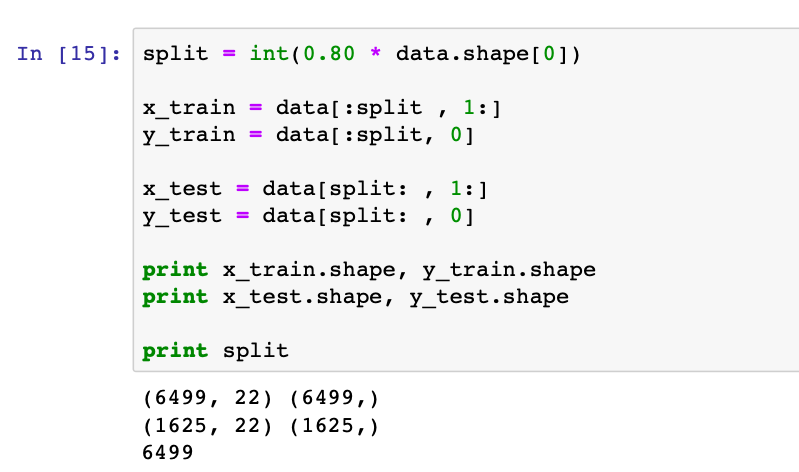 In [15]: split = int(0.80 * data.shape[0])
x_train = data[:split , 1:]
y_train = data[:split, 0]
x_test = data[split: , 1:]
y_test = data[split: , 0]
print x_train.shape, y_train.shape
print x_test.shape, y_test.shape
print split
(6499, 22) (6499,)
(1625, 22) (1625,)
6499